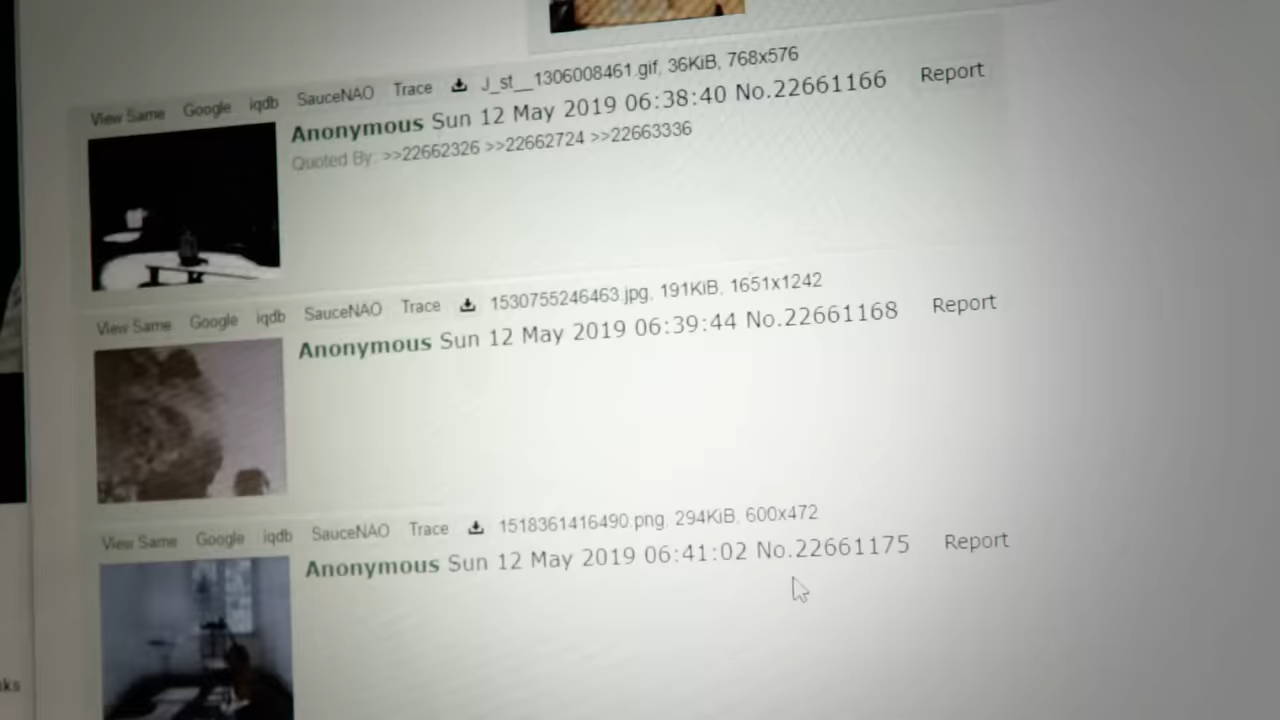 View Same Google iqdb SauceNAO Trace J_st__1306008461.gif, 36KiB, 768x576
Anonymous Sun 12 May 2019 06:38:40 No.22661166 Report
Quoted By: >>22662326 >>22662724 >>22663336
View Same Google iqdb SauceNAO Trace 1530755246463.jpg, 191KiB, 1651x1242
Anonymous Sun 12 May 2019 06:39:44 No.22661168 Report
View Same Google iqdb SauceNAO Trace 1518361416490.png, 294KiB, 600x472
Anonymous Sun 12 May 2019 06:41:02 No.22661175 Report